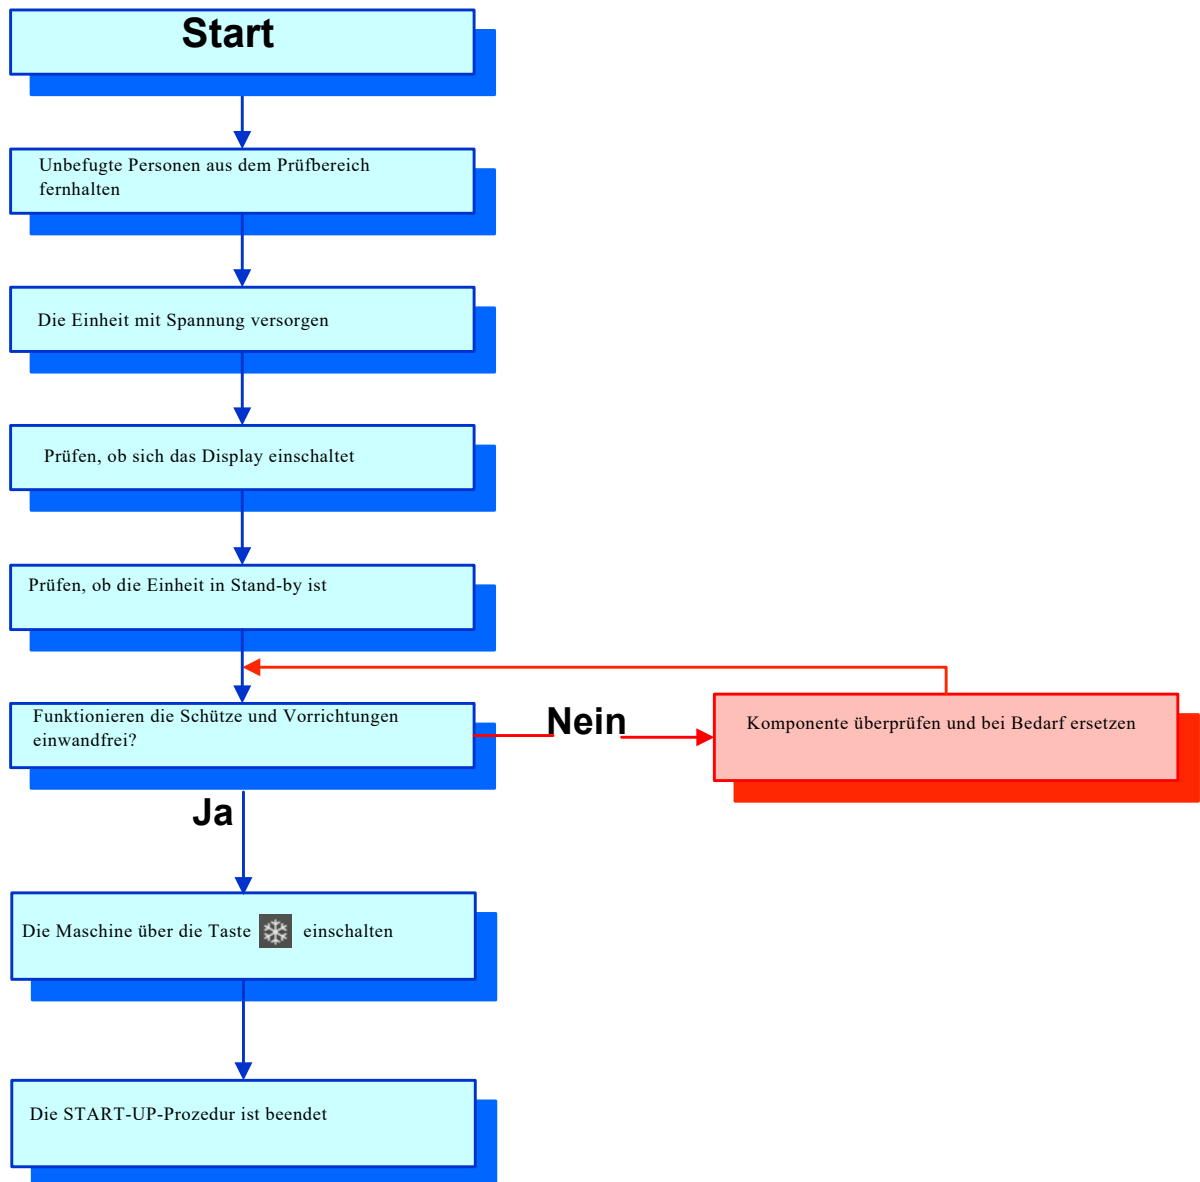 Start
Unbefugte Personen aus dem Prüfbereich
fernhalten
Die Einheit mit Spannung versorgen
Prüfen, ob sich das Display einschaltet
Prüfen, ob die Einheit in Stand-by ist
Funktionieren die Schütze und Vorrichtungen
einwandfrei?
Nein
Komponente überprüfen und bei Bedarf ersetzen
Ja
Die Maschine über die Taste einschalten
Die START-UP-Prozedur ist beendet